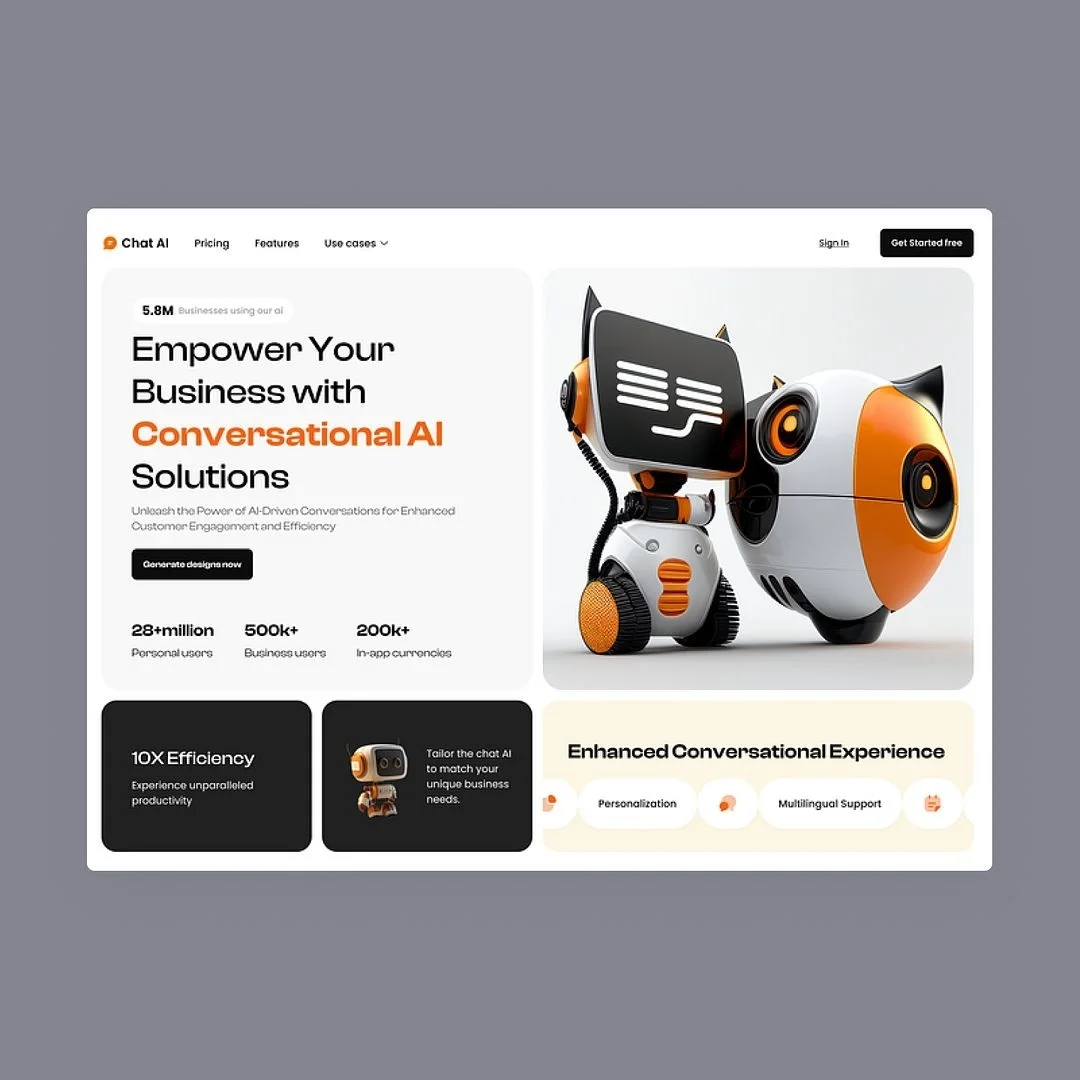 Chat AI
Pricing
Features
Use cases
Sign In
Get Started free
5.8M Businesses using our ai
Empower Your
Business with
Conversational AI
Solutions
Unleash the Power of AI-Driven Conversations for Enhanced
Customer Engagement and Efficiency
Generate designs now
28+million
Personal users
500k+
Business users
200k+
In-app currencies
10X Efficiency
Experience unparalleled
productivity
Tailor the chat AI
to match your
unique business
needs.
Enhanced Conversational Experience
Personalization
Multilingual Support